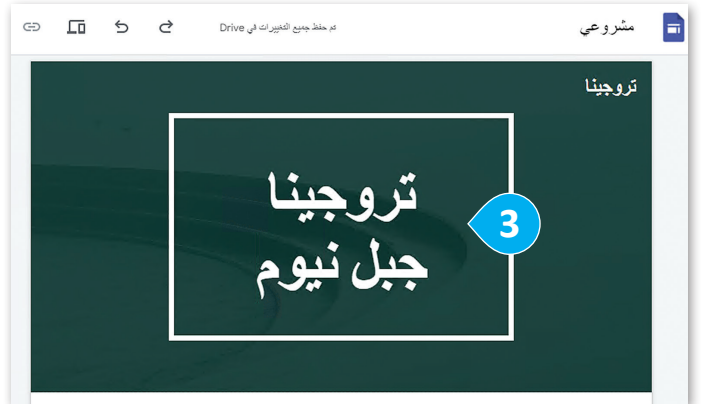 مشروعي
تم حفظ جميع التغييرات في Drive
تروجينا
تروجينا
جبل نيوم
3